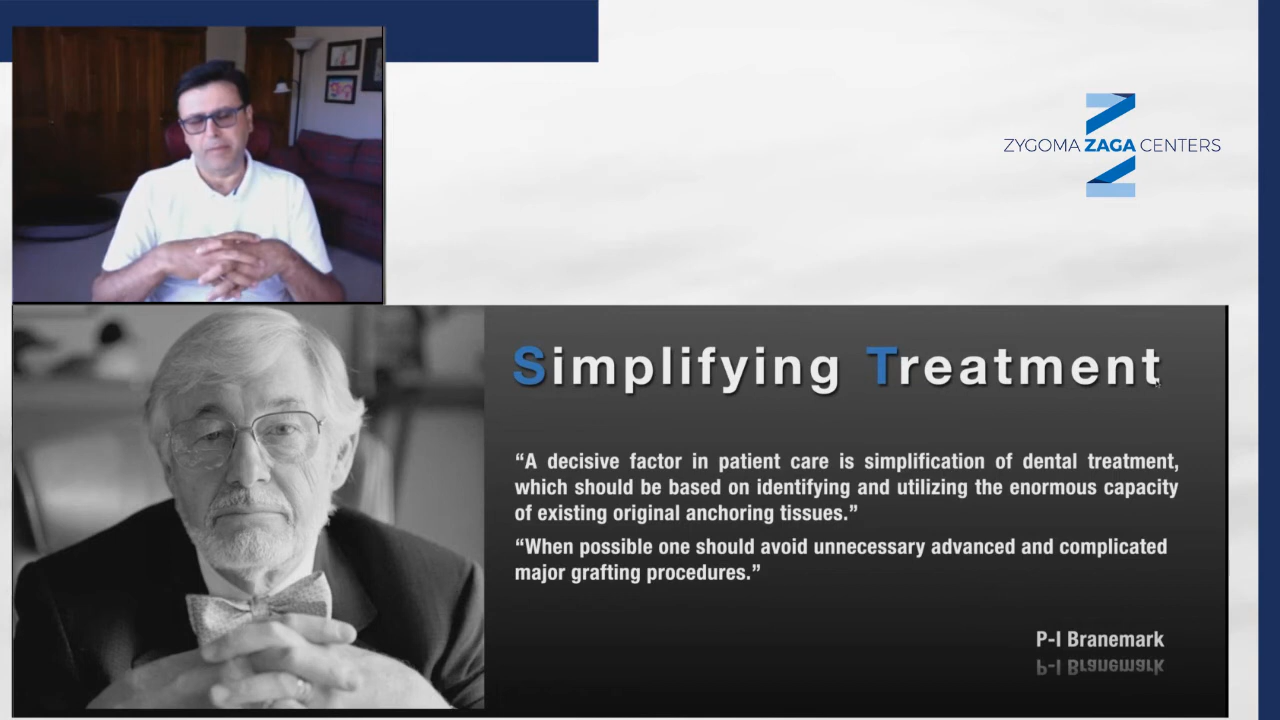 ZYGOMA ZAGA CENTERS
Simplifying Treatment
“A decisive factor in patient care is simplification of dental treatment,
which should be based on identifying and utilizing the enormous capacity
of existing original anchoring tissues.”
“When possible one should avoid unnecessary advanced and complicated
major grafting procedures.”
P-I Branemark